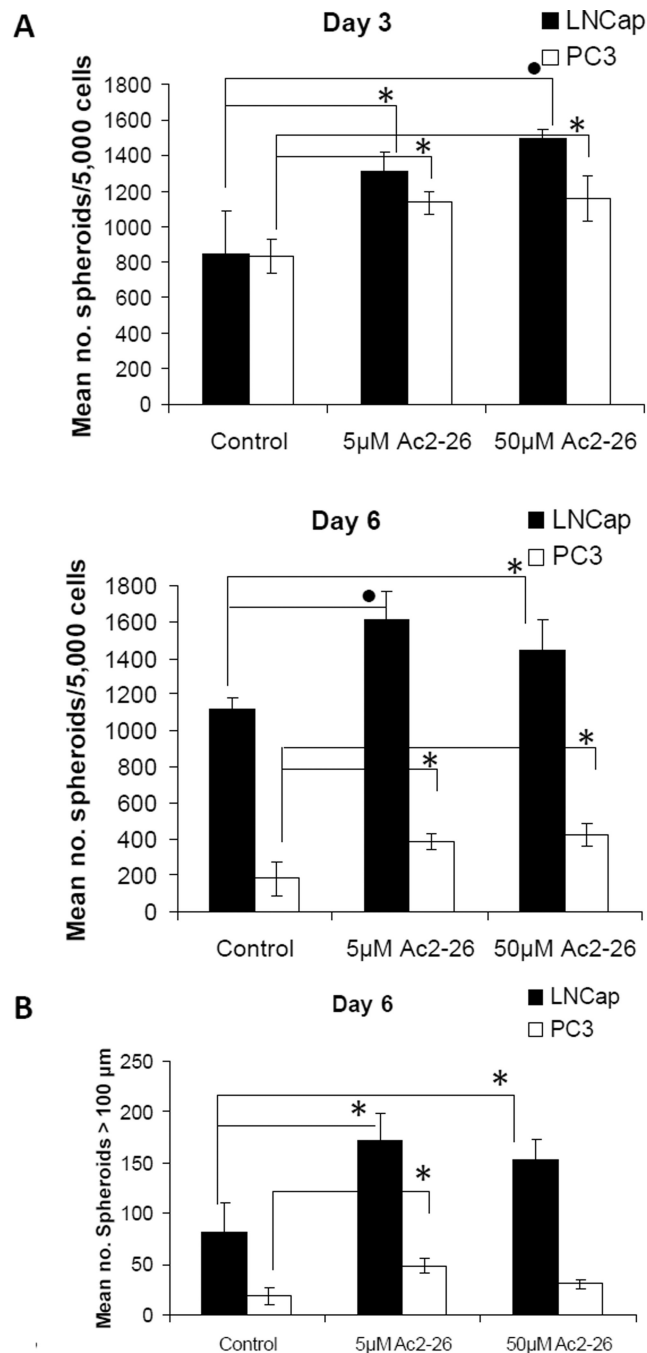 A
Day 3
LNCap
PC3
Mean no. spheroids/5,000 cells
1800
1600
1400
1200
1000
800
600
400
200
0
*
●
*
*
Control
5µM Ac2-26
50µM Ac2-26
Day 6
LNCap
PC3
Mean no. spheroids/5,000 cells
1800
1600
1400
1200
1000
800
600
400
200
0
●
*
*
*
Control
5µM Ac2-26
50µM Ac2-26
B
Day 6
LNCap
PC3
Mean no. Spheroids > 100 µm
250
200
150
100
50
0
*
*
*
Control
5µM Ac2-26
50µM Ac2-26